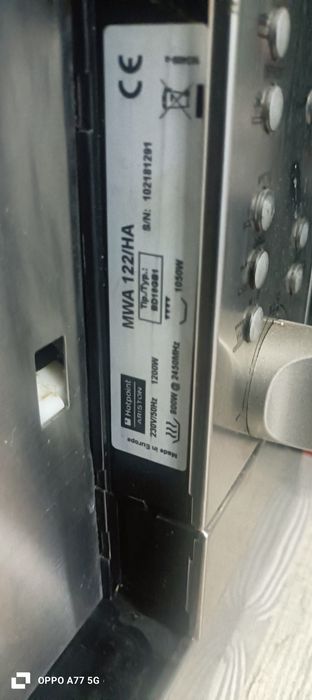 Hotpoint
ARISTON
Made in Europe
MWA 122/HA
Tip./Typ.:
BD18GB1
S/N: 102181291
230V/50Hz 1200W
800W @ 2450MHz
1050W
CE
OPPO A77 5G